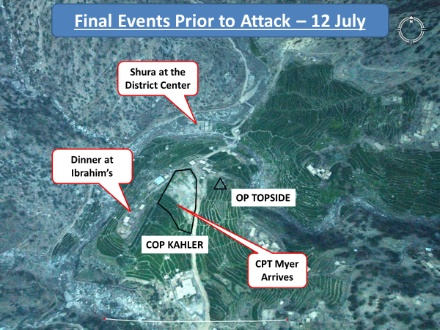 Final Events Prior to Attack – 12 July
Shura at the
District Center
Dinner at
Ibrahim's
OP TOPSIDE
COP KAHLER
CPT Myer
Arrives